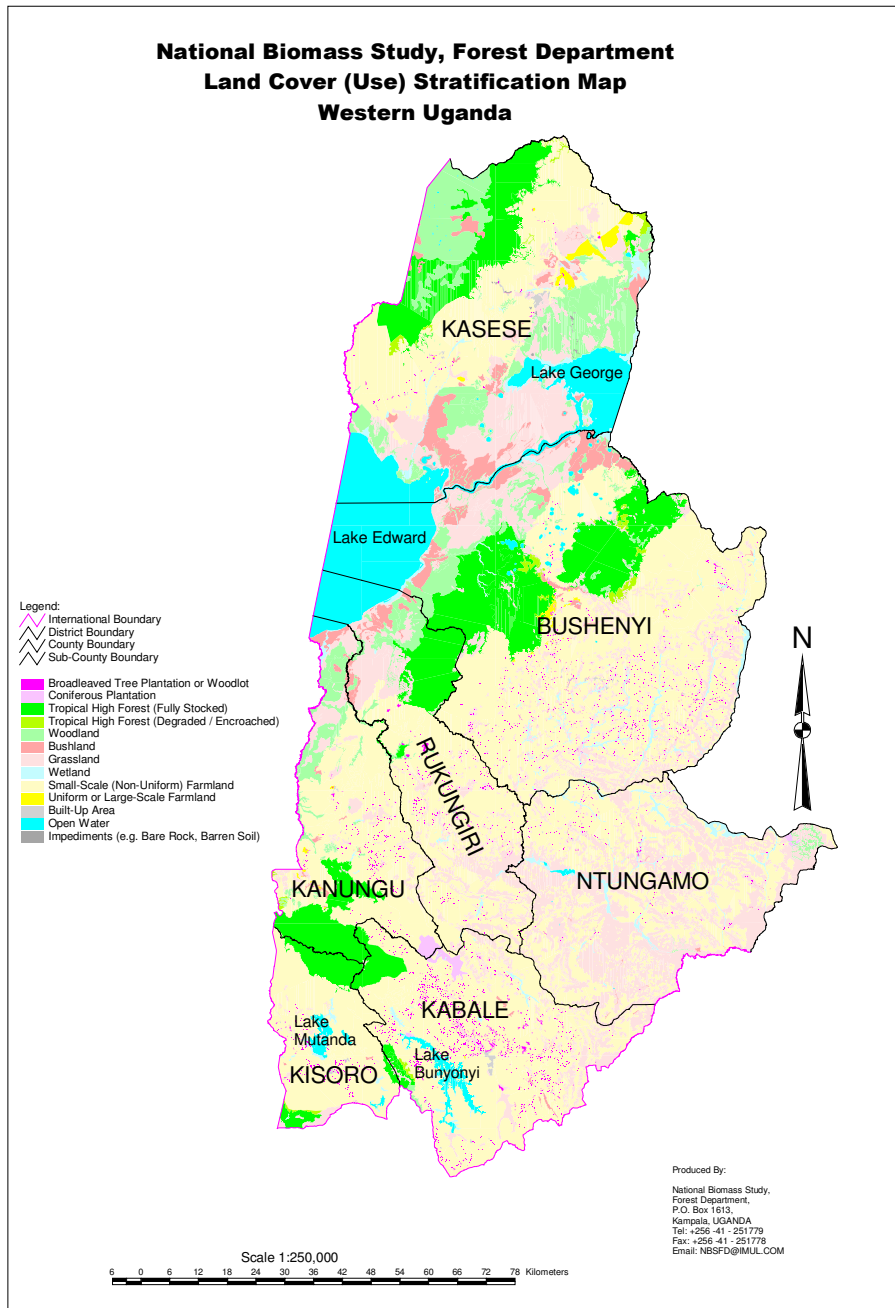 National Biomass Study, Forest Department
Land Cover (Use) Stratification Map
Western Uganda
KASESE
Lake George
Lake Edward
BUSHENYI
Legend:
International Boundary
District Boundary
County Boundary
Sub-County Boundary
Broadleaved Tree Plantation or Woodlot
Coniferous Plantation
Tropical High Forest (Fully Stocked)
Tropical High Forest (Degraded / Encroached)
Woodland
Bushland
Grassland
Wetland
Small-Scale (Non-Uniform) Farmland
Uniform or Large-Scale Farmland
Built-Up Area
Open Water
Impediments (e.g. Bare Rock, Barren Soil)
N
RUKUNGIRI
KANUNGU
NTUNGAMO
KABALE
Lake
Mutanda
Lake
Bunyonyi
KISORO
Produced By:
National Biomass Study,
Forest Department,
P.O. Box 1613,
Kampala, UGANDA
Tel: +256 -41 - 251779
Fax: +256 -41 - 251778
Email: NBSFD@IMUL.COM
Scale 1:250,000
6 0 6 12 18 24 30 36 42 48 54 60 66 72 78 Kilometers